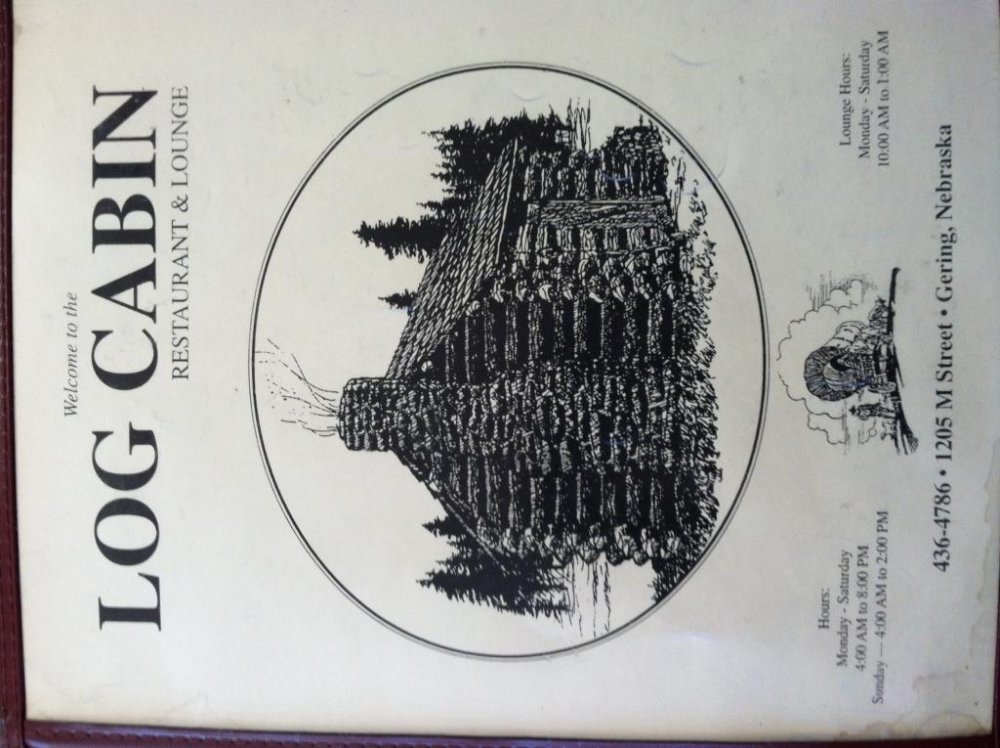 Welcome to the
LOG CABIN
RESTAURANT & LOUNGE
Hours:
Monday - Saturday
4:00 AM to 8:00 PM
Sunday — 4:00 AM to 2:00 PM
Lounge Hours:
Monday - Saturday
10:00 AM to 1:00 AM
436-4786 • 1205 M Street • Gering, Nebraska